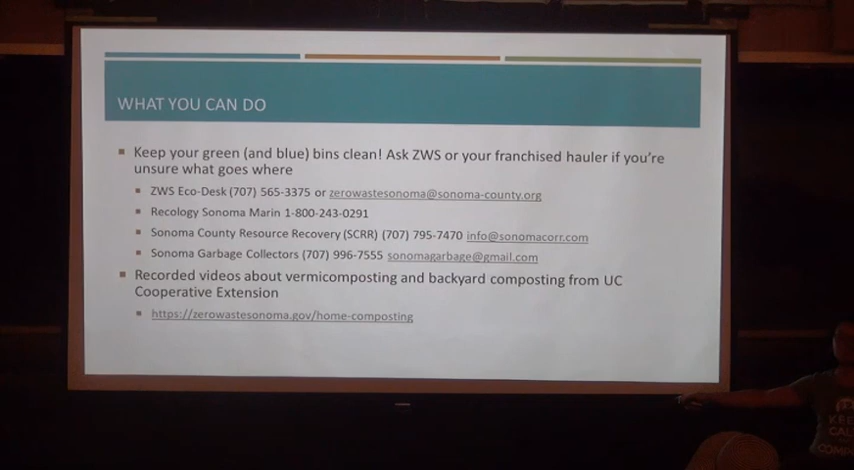 WHAT YOU CAN DO
Keep your green (and blue) bins clean! Ask ZWS or your franchised hauler if you're
unsure what goes where
ZWS Eco-Desk (707) 565-3375 or zerowastesonoma@sonoma-county.org
Recology Sonoma Marin 1-800-243-0291
Sonoma County Resource Recovery (SCRR) (707) 795-7470 info@sonomacorr.com
Sonoma Garbage Collectors (707) 996-7555 sonomagarbage@gmail.com
Recorded videos about vermicomposting and backyard composting from UC
Cooperative Extension
https://zerowastesonoma.gov/home-composting